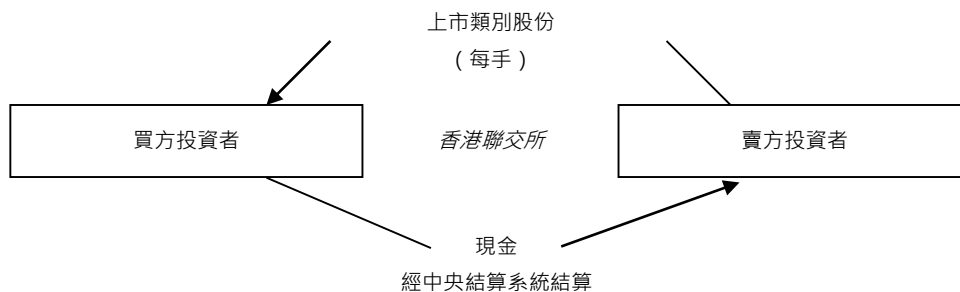 上市類別股份
（每手）
買方投資者
香港聯交所
賣方投資者
現金
經中央結算系統結算